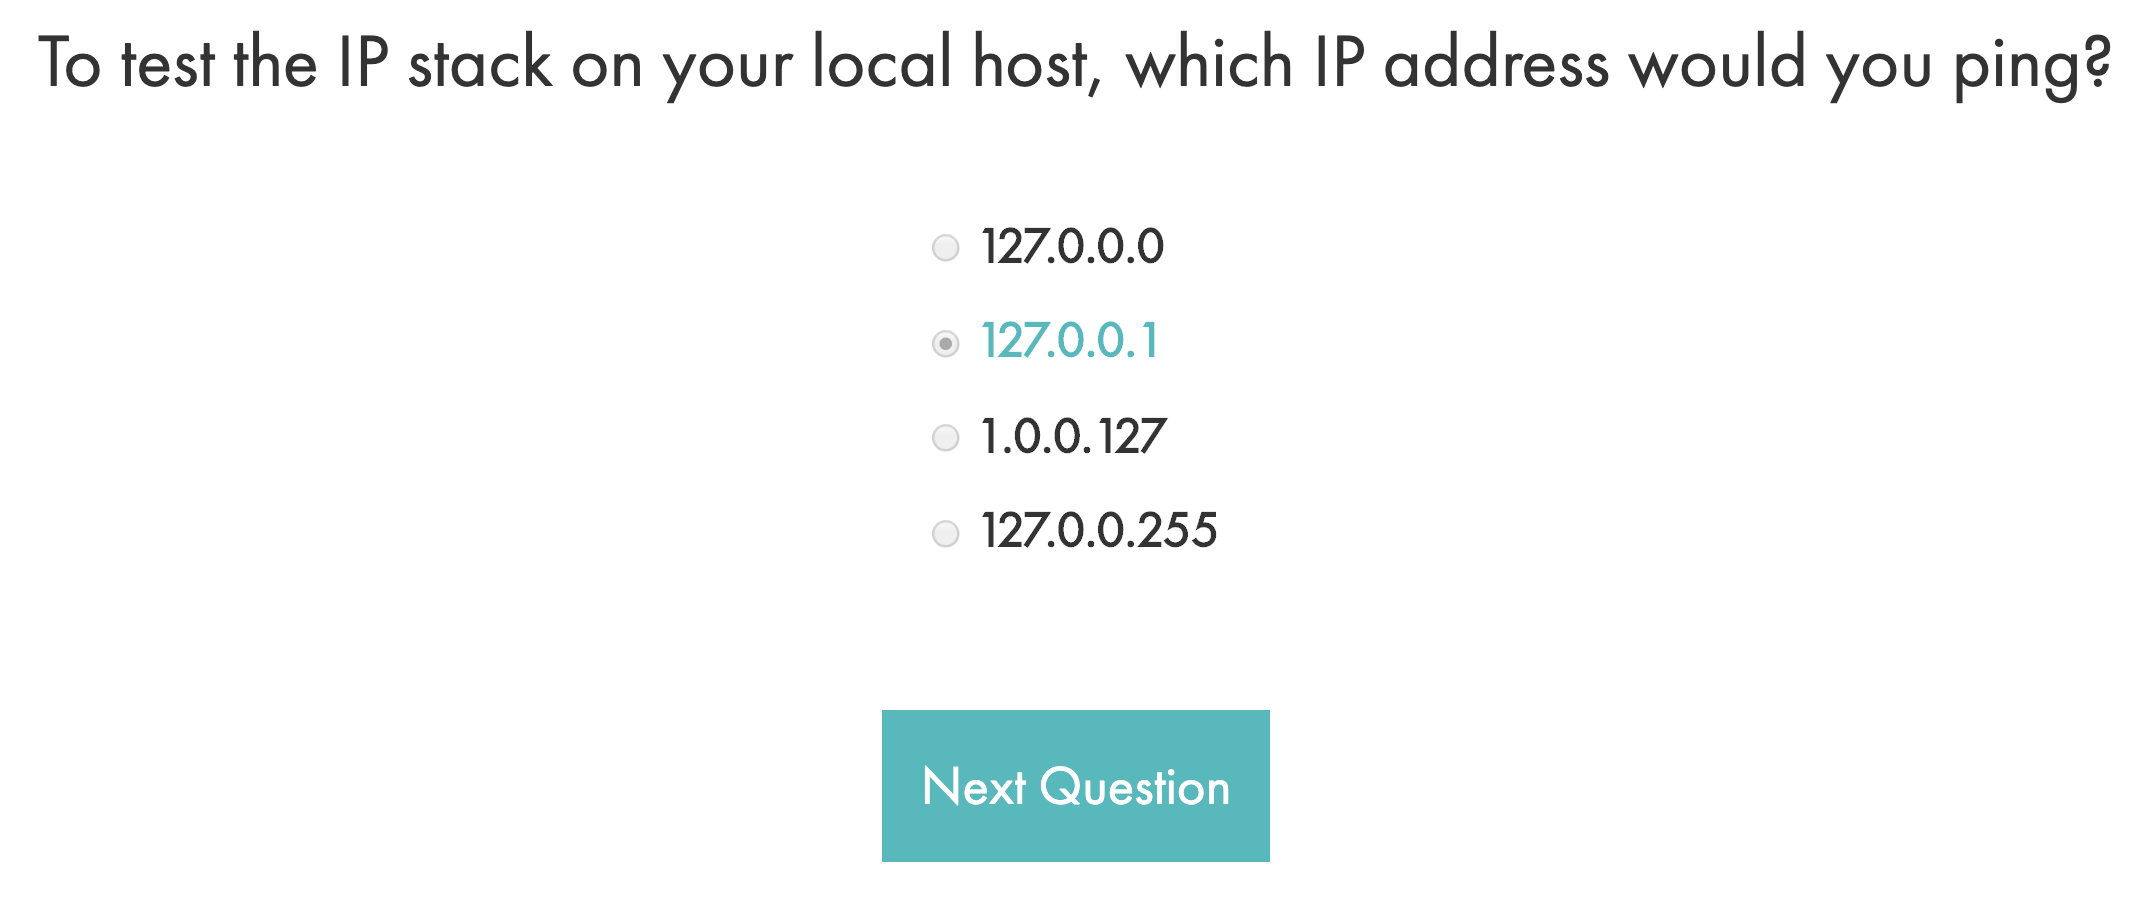 To test the IP stack on your local host, which IP address would you ping?
127.0.0.0
127.0.0.1
1.0.0.127
127.0.0.255
Next Question